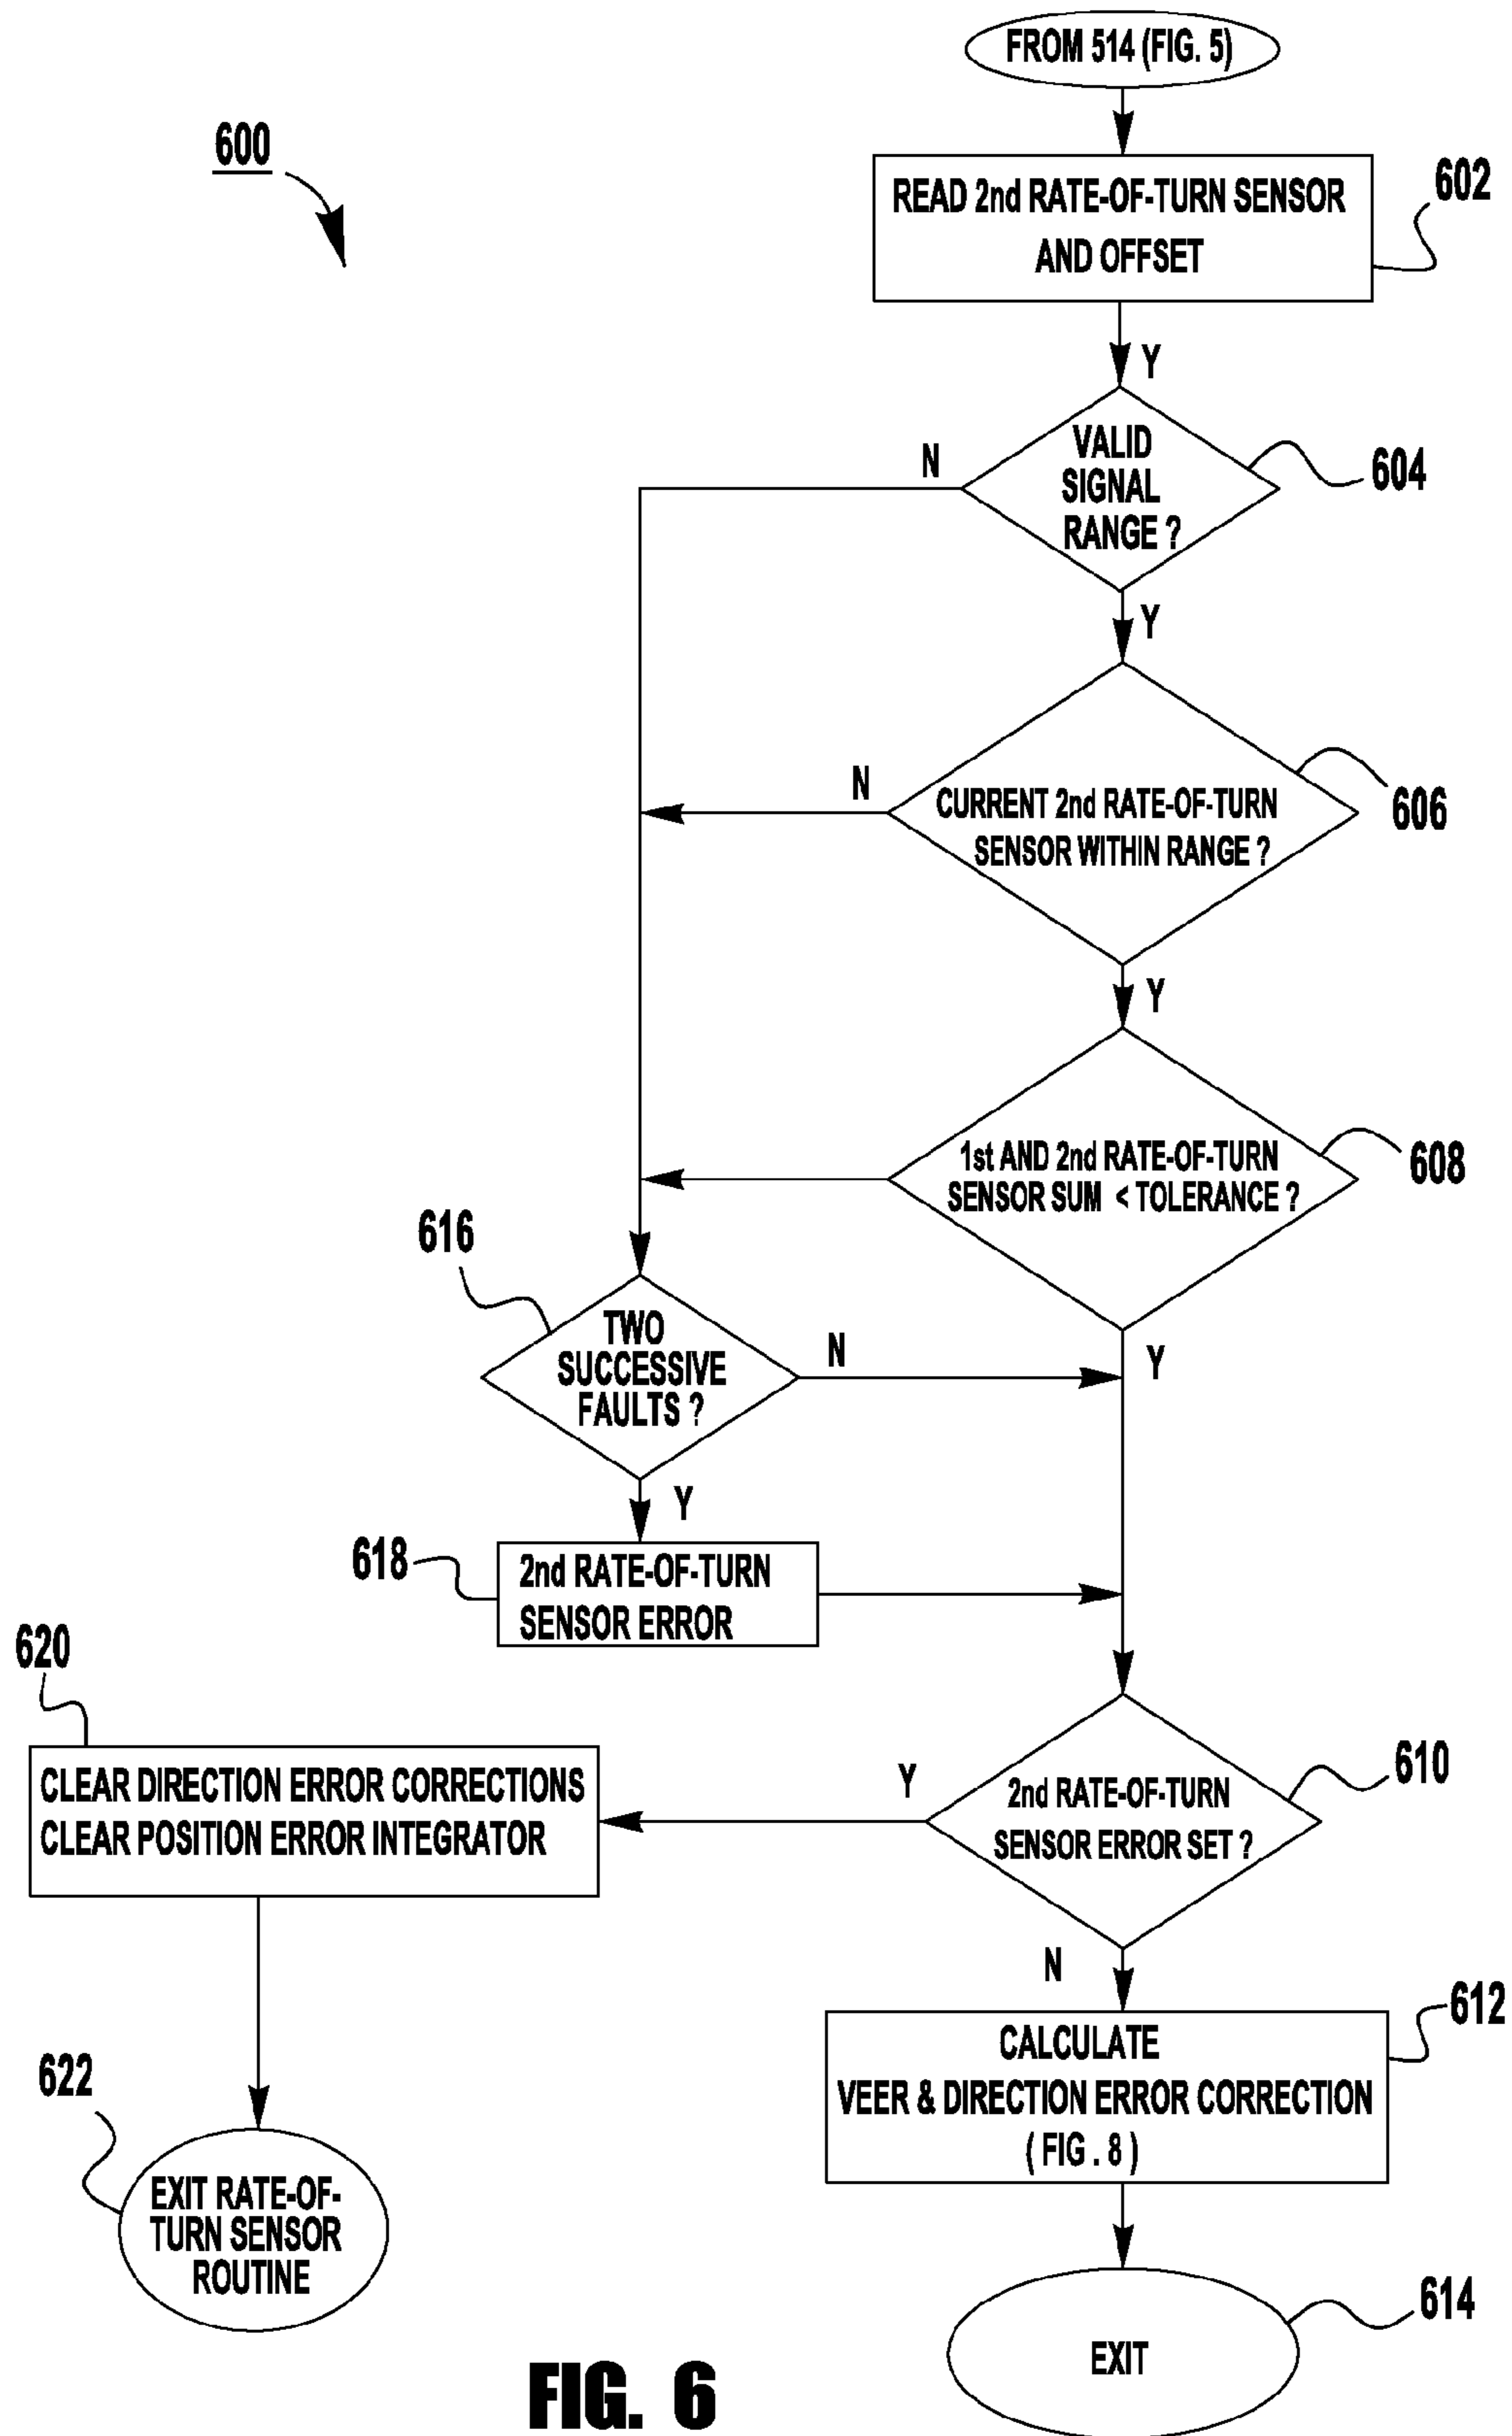 FROM 514 (FIG. 5)
600
READ 2nd RATE-OF-TURN SENSOR
AND OFFSET
602
Y
VALID
SIGNAL
RANGE ?
604
N
Y
CURRENT 2nd RATE-OF-TURN
SENSOR WITHIN RANGE ?
606
N
Y
1st AND 2nd RATE-OF-TURN
SENSOR SUM < TOLERANCE ?
608
616
TWO
SUCCESSIVE
FAULTS ?
N
Y
Y
618
2nd RATE-OF-TURN
SENSOR ERROR
620
CLEAR DIRECTION ERROR CORRECTIONS
CLEAR POSITION ERROR INTEGRATOR
Y
2nd RATE-OF-TURN
SENSOR ERROR SET ?
610
N
612
CALCULATE
VEER & DIRECTION ERROR CORRECTION
( FIG . 8 )
622
EXIT RATE-OF-
TURN SENSOR
ROUTINE
614
EXIT
FIG. 6